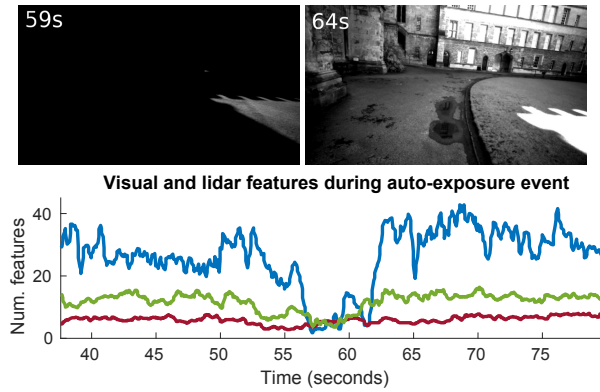 59s
64s
Visual and lidar features during auto-exposure event
Num. features
40
20
0
40
45
50
55
60
65
70
75
Time (seconds)